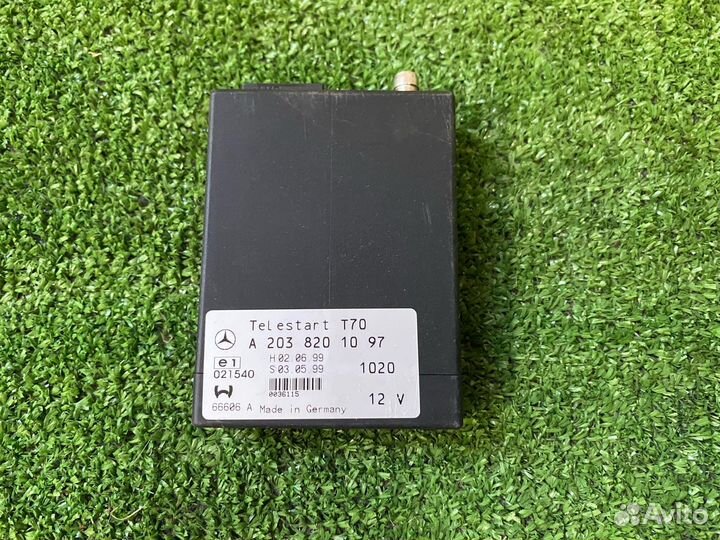 Telestart T70
A 203 820 10 97
e1 H 02.06.99
021540 S 03.05.99 1020
0036115 12 V
66606 A Made in Germany
Avito